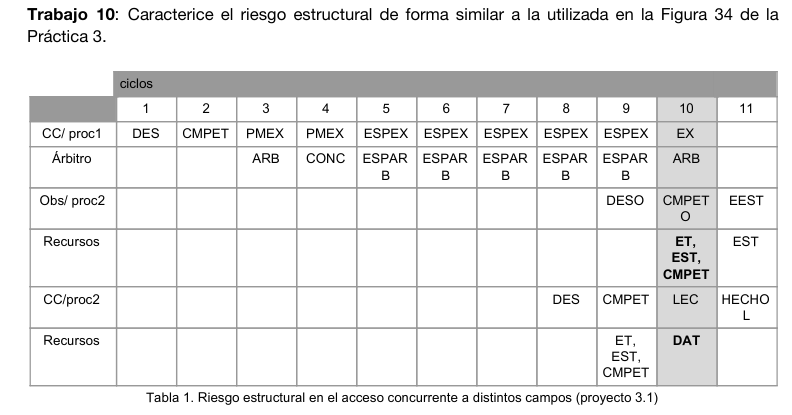 Trabajo 10: Caracterice el riesgo estructural de forma similar a la utilizada en la Figura 34 de la
Práctica 3.
ciclos
1 2 3 4 5 6 7 8 9 10 11
CC/ proc1 DES CMPET PMEX PMEX ESPEX ESPEX ESPEX ESPEX ESPEX EX
Árbitro ARB CONC ESPAR ESPAR ESPAR ESPAR ESPAR ARB
B B B B B
Obs/ proc2 DESO CMPET EEST
O
Recursos ET, EST
EST,
CMPET
CC/proc2 DES CMPET LEC HECHO
L
Recursos ET, DAT
EST,
CMPET
Tabla 1. Riesgo estructural en el acceso concurrente a distintos campos (proyecto 3.1)